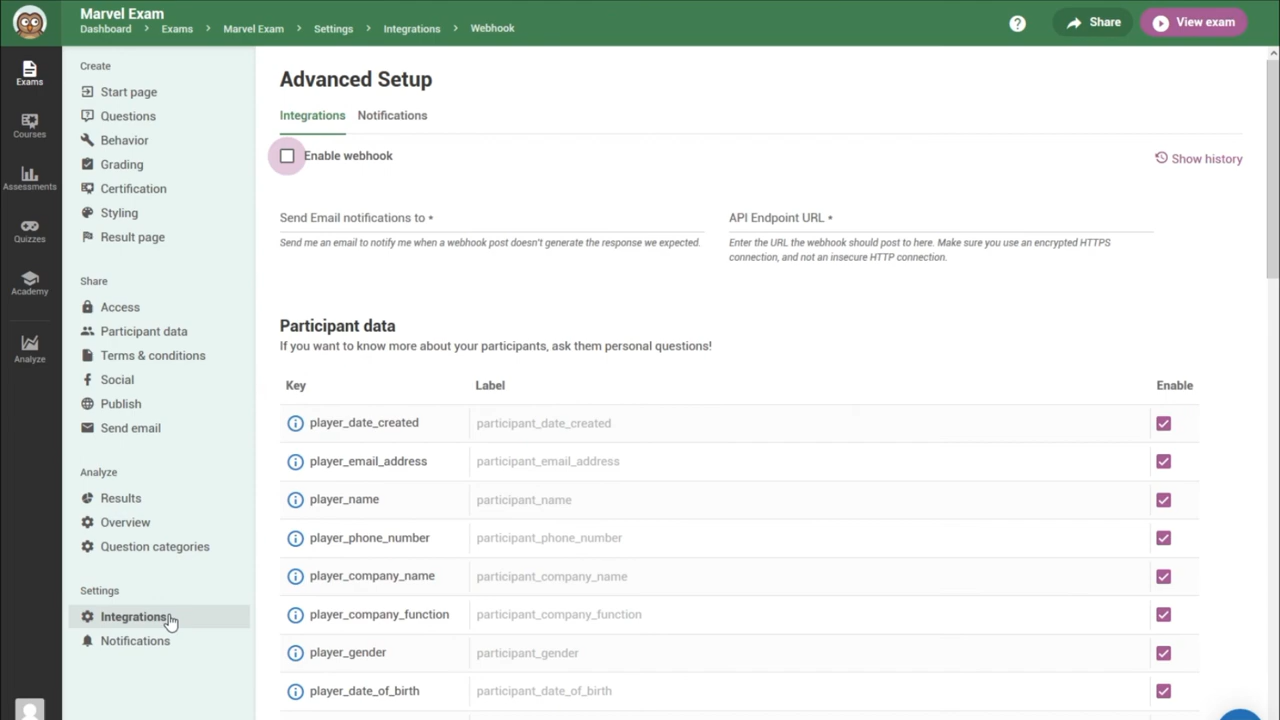 Marvel Exam
Dashboard > Exams > Marvel Exam > Settings > Integrations > Webhook
? Share View exam
Exams
Courses
Assessments
Quizzes
Academy
Analyze
Create
Start page
Questions
Behavior
Grading
Certification
Styling
Result page
Share
Access
Participant data
Terms & conditions
Social
Publish
Send email
Analyze
Results
Overview
Question categories
Settings
Integrations
Notifications
Advanced Setup
Integrations Notifications
Enable webhook
Show history
Send Email notifications to *
Send me an email to notify me when a webhook post doesn't generate the response we expected.
API Endpoint URL *
Enter the URL the webhook should post to here. Make sure you use an encrypted HTTPS
connection, and not an insecure HTTP connection.
Participant data
If you want to know more about your participants, ask them personal questions!
Key Label Enable
player_date_created participant_date_created
player_email_address participant_email_address
player_name participant_name
player_phone_number participant_phone_number
player_company_name participant_company_name
player_company_function participant_company_function
player_gender participant_gender
player_date_of_birth participant_date_of_birth